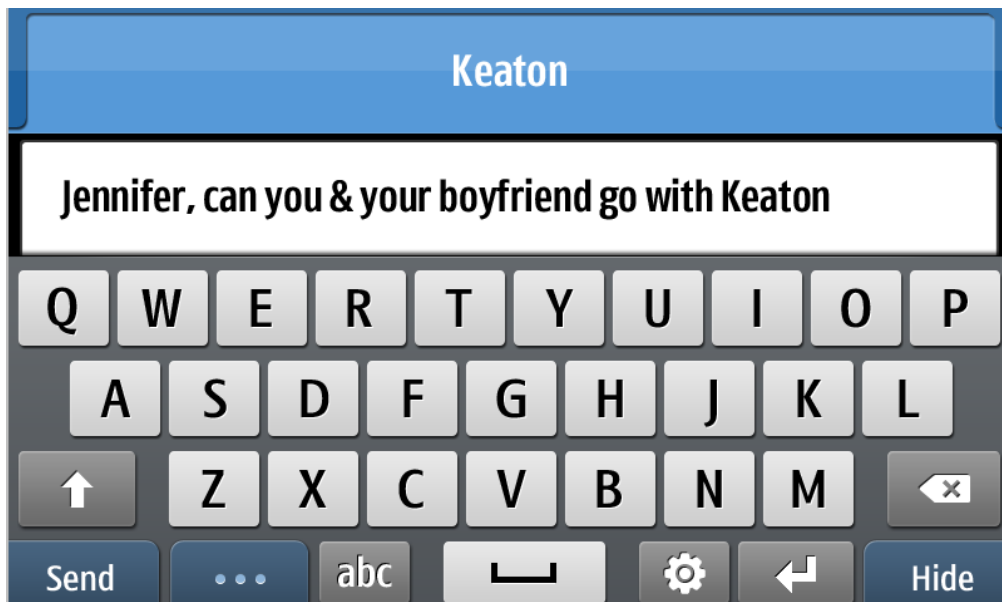 Keaton
Jennifer, can you & your boyfriend go with Keaton
Q W E R T Y U I O P
A S D F G H J K L
Z X C V B N M
Send abc Hide